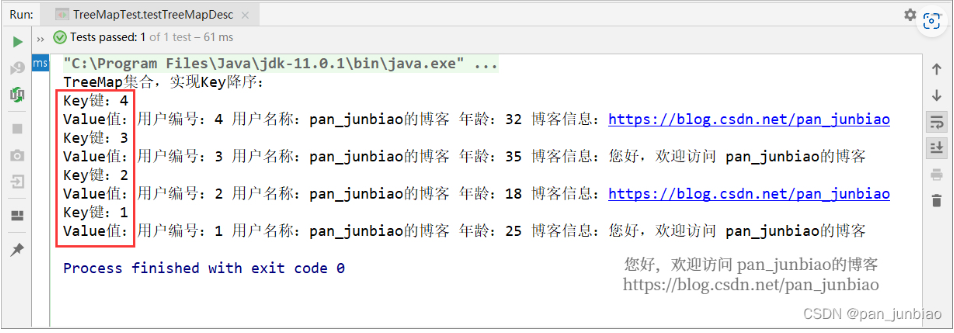 Run: TreeMapTest.testTreeMapDesc ×
›› Tests passed: 1 of 1 test – 61 ms
ms "C:\Program Files\Java\jdk-11.0.1\bin\java.exe" ...
TreeMap集合，实现Key降序：
Key键：4
Value值：用户编号：4 用户名称：pan_junbiao的博客 年龄：32 博客信息：https://blog.csdn.net/pan_junbiao
Key键：3
Value值：用户编号：3 用户名称：pan_junbiao的博客 年龄：35 博客信息：您好，欢迎访问 pan_junbiao的博客
Key键：2
Value值：用户编号：2 用户名称：pan_junbiao的博客 年龄：18 博客信息：https://blog.csdn.net/pan_junbiao
Key键：1
Value值：用户编号：1 用户名称：pan_junbiao的博客 年龄：25 博客信息：您好，欢迎访问 pan_junbiao的博客
Process finished with exit code 0
您好，欢迎访问 pan_junbiao的博客
https://blog.csdn.net/pan_junbiao
CSDN @pan_junbiao